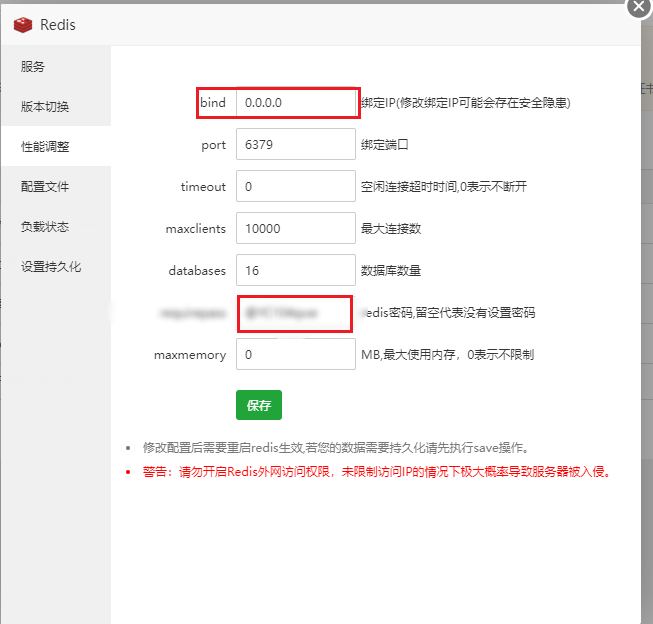 Redis
服务
版本切换
性能调整
配置文件
负载状态
设置持久化
bind 0.0.0.0 绑定IP(修改绑定IP可能会存在安全隐患)
port 6379 绑定端口
timeout 0 空闲连接超时时间,0表示不断开
maxclients 10000 最大连接数
databases 16 数据库数量
redis密码,留空代表没有设置密码
maxmemory 0 MB,最大使用内存，0表示不限制
保存
修改配置后需要重启redis生效,若您的数据需要持久化请先执行save操作。
警告：请勿开启Redis外网访问权限，未限制访问IP的情况下极大概率导致服务器被入侵。